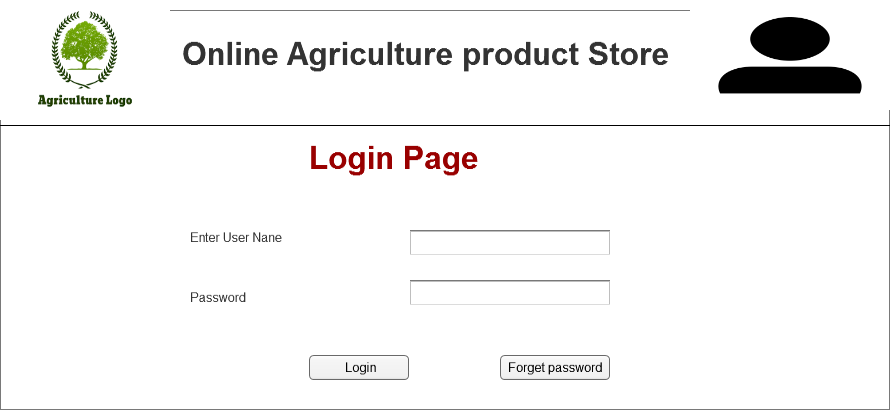 Online Agriculture product Store
Agriculture Logo
Login Page
Enter User Nane
Password
Login
Forget password